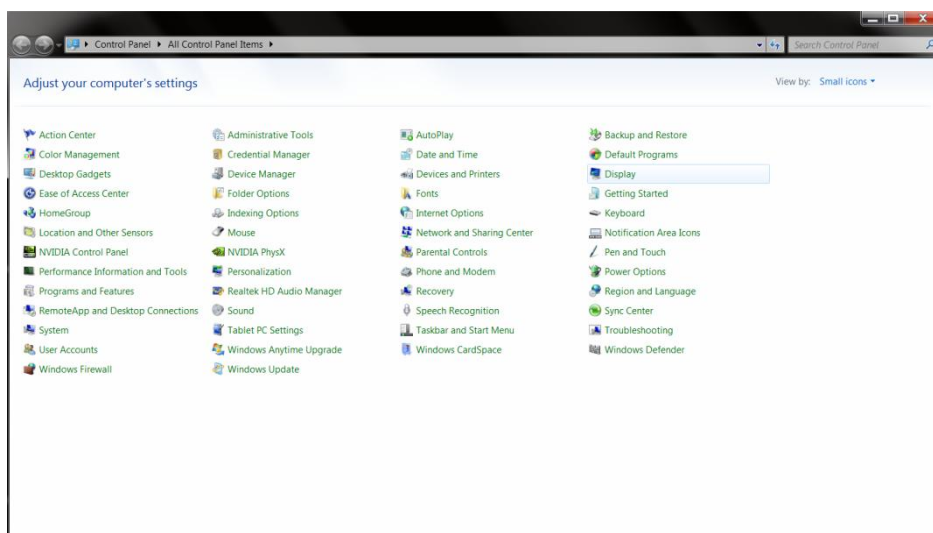 Control Panel All Control Panel Items Search Control Panel
Adjust your computer's settings View by: Small icons
Action Center Administrative Tools AutoPlay Backup and Restore
Color Management Credential Manager Date and Time Default Programs
Desktop Gadgets Device Manager Devices and Printers Display
Ease of Access Center Folder Options Fonts Getting Started
HomeGroup Indexing Options Internet Options Keyboard
Location and Other Sensors Mouse Network and Sharing Center Notification Area Icons
NVIDIA Control Panel NVIDIA PhysX Parental Controls Pen and Touch
Performance Information and Tools Personalization Phone and Modem Power Options
Programs and Features Realtek HD Audio Manager Recovery Region and Language
RemoteApp and Desktop Connections Sound Speech Recognition Sync Center
System Tablet PC Settings Taskbar and Start Menu Troubleshooting
User Accounts Windows Anytime Upgrade Windows CardSpace Windows Defender
Windows Firewall Windows Update